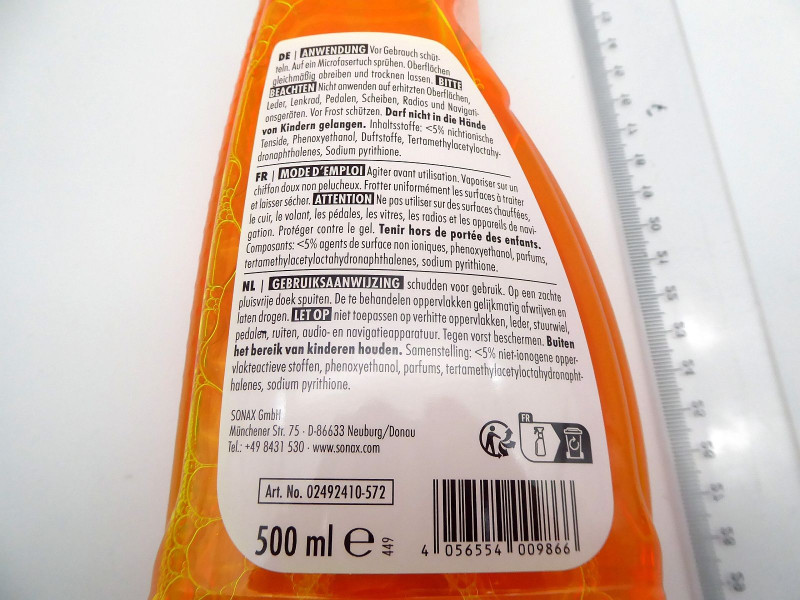 DE | ANWENDUNG Vor Gebrauch schüt-
teln. Auf ein Microfasertuch sprühen. Oberflächen
gleichmäßig abreiben und trocknen lassen. BITTE
BEACHTEN Nicht anwenden auf erhitzten Oberflächen,
Leder, Lenkrad, Pedalen, Scheiben, Radios und Navigati-
onsgeräten. Vor Frost schützen. Darf nicht in die Hände
von Kindern gelangen. Inhaltsstoffe: <5% nichtionische
Tenside, Phenoxyethanol, Duftstoffe, Tertamethylacetyloctahy-
dronaphthalenes, Sodium pyrithione.
FR | MODE D'EMPLOI Agiter avant utilisation. Vaporiser sur un
chiffon doux non pelucheux. Frotter uniformément les surfaces à traiter
et laisser sécher. ATTENTION Ne pas utiliser sur des surfaces chauffées,
le cuir, le volant, les pédales, les vitres, les radios et les appareils de navi-
gation. Protéger contre le gel. Tenir hors de portée des enfants.
Composants: <5% agents de surface non ioniques, phenoxyethanol, parfums,
tertamethylacetyloctahydronaphthalenes, sodium pyrithione.
NL | GEBRUIKSAANWIJZING schudden voor gebruik. Op een zachte
pluisvrije doek spuiten. De te behandelen oppervlakken gelijkmatig afwrijven en
laten drogen. LET OP niet toepassen op verhitte oppervlakken, leder, stuurwiel,
pedalen, ruiten, audio- en navigatieapparatuur. Tegen vorst beschermen. Buiten
het bereik van kinderen houden. Samenstelling: <5% niet-ionogene opper-
vlakteactieve stoffen, phenoxyethanol, parfums, tertamethylacetyloctahydronapht-
halenes, sodium pyrithione.
SONAX GmbH
Münchener Str. 75 · D-86633 Neuburg/Donau
Tel.: +49 8431 530 · www.sonax.com
FR
Art. No. 02492410-572
500 ml e 449
4 056554 009866